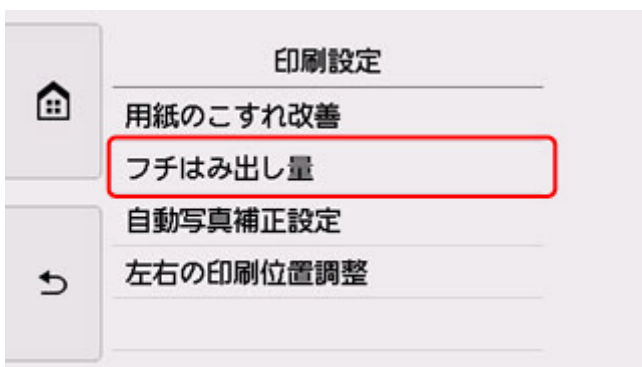 印刷設定
用紙のこすれ改善
フチはみ出し量
自動写真補正設定
左右の印刷位置調整